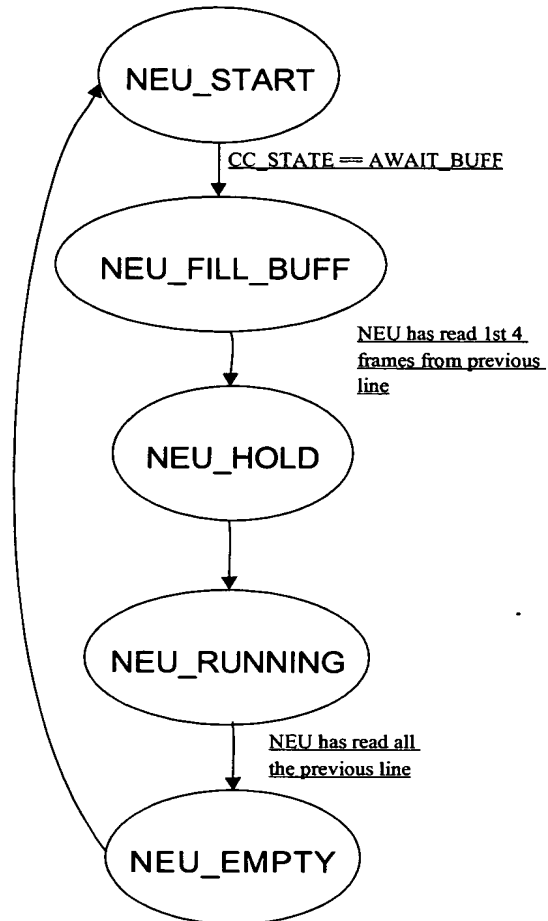 NEU_START
CC_STATE == AWAIT_BUFF
NEU_FILL_BUFF
NEU has read 1st 4
frames from previous
line
NEU_HOLD
NEU_RUNNING
NEU has read all
the previous line
NEU_EMPTY